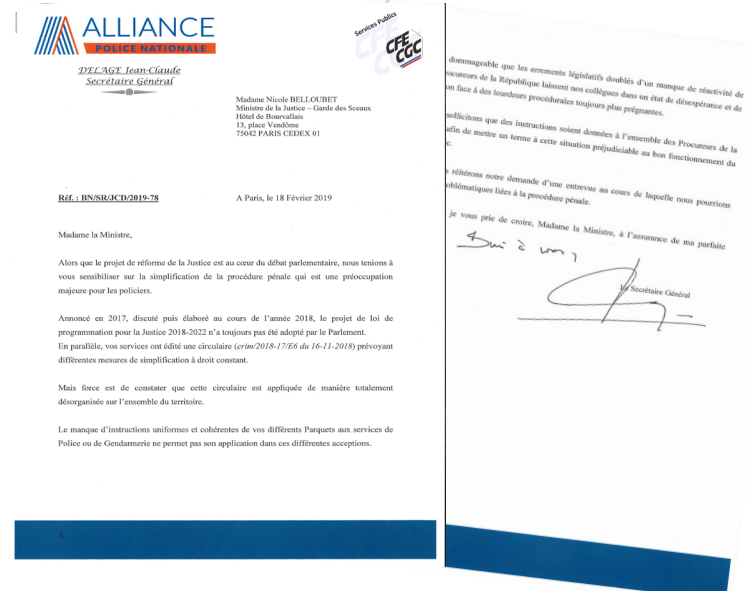 ALLIANCE
POLICE NATIONALE
Services Publics
CFE
CGC
DELAGE Jean-Claude
Secrétaire Général
Madame Nicole BELLOUBET
Ministre de la Justice – Garde des Sceaux
Hôtel de Bourvallais
13, place Vendôme
75042 PARIS CEDEX 01
Réf. : BN/SR/JCD/2019-78
A Paris, le 18 Février 2019
Madame la Ministre,
Alors que le projet de réforme de la Justice est au cœur du débat parlementaire, nous tenions à
vous sensibiliser sur la simplification de la procédure pénale qui est une préoccupation
majeure pour les policiers.
Annoncé en 2017, discuté puis élaboré au cours de l'année 2018, le projet de loi de
programmation pour la Justice 2018-2022 n'a toujours pas été adopté par le Parlement.
En parallèle, vos services ont édité une circulaire (crim/2018-17/E6 du 16-11-2018) prévoyant
différentes mesures de simplification à droit constant.
Mais force est de constater que cette circulaire est appliquée de manière totalement
désorganisée sur l'ensemble du territoire.
Le manque d'instructions uniformes et cohérentes de vos différents Parquets aux services de
Police ou de Gendarmerie ne permet pas son application dans ces différentes acceptions.
dommageable que les errements législatifs doublés d'un manque de réactivité de
ocureurs de la République laissent nos collègues dans un état de désespérance et de
on face à des lourdeurs procédurales toujours plus prégnantes.
sollicitons que des instructions soient données à l'ensemble des Procureurs de la
afin de mettre un terme à cette situation préjudiciable au bon fonctionnement du
c.
s réitérons notre demande d'une entrevue au cours de laquelle nous pourrions
oblématiques liées à la procédure pénale.
je vous prie de croire, Madame la Ministre, à l'assurance de ma parfaite
à vous,
Le Secrétaire Général